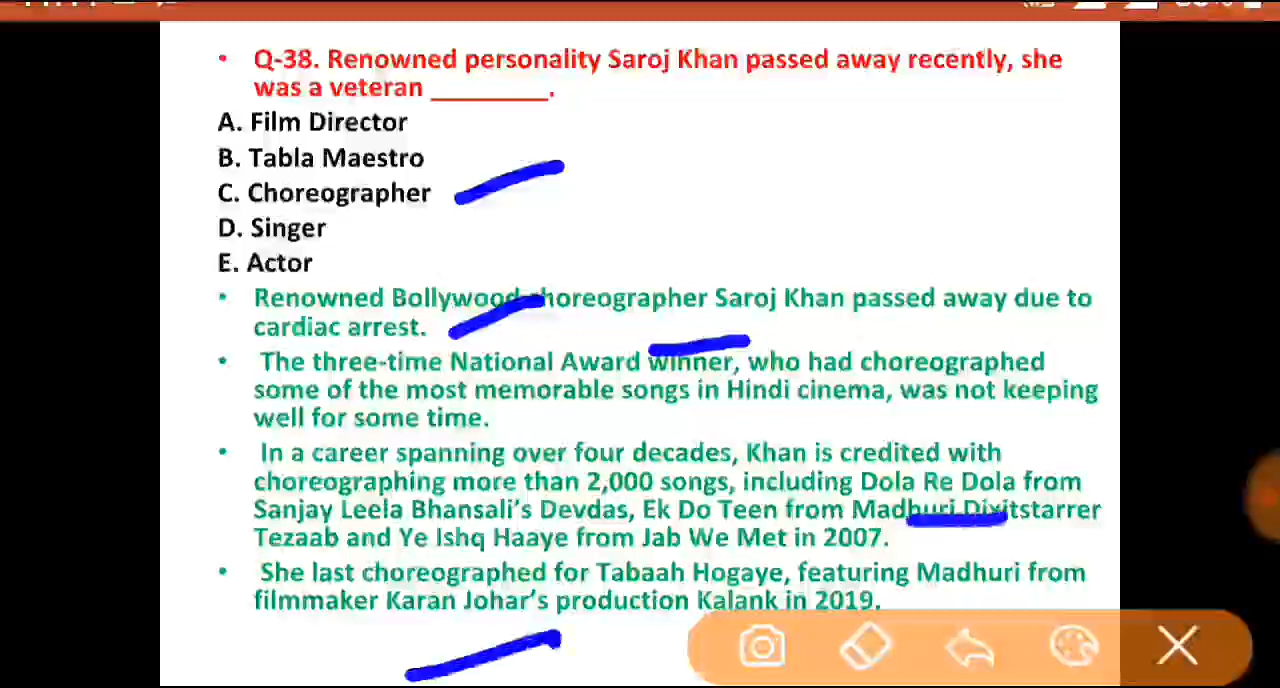 • Q-38. Renowned personality Saroj Khan passed away recently, she
was a veteran ________.
A. Film Director
B. Tabla Maestro
C. Choreographer
D. Singer
E. Actor
• Renowned Bollywood choreographer Saroj Khan passed away due to
cardiac arrest.
• The three-time National Award winner, who had choreographed
some of the most memorable songs in Hindi cinema, was not keeping
well for some time.
• In a career spanning over four decades, Khan is credited with
choreographing more than 2,000 songs, including Dola Re Dola from
Sanjay Leela Bhansali's Devdas, Ek Do Teen from Madhuri Dixitstarrer
Tezaab and Ye Ishq Haaye from Jab We Met in 2007.
• She last choreographed for Tabaah Hogaye, featuring Madhuri from
filmmaker Karan Johar's production Kalank in 2019.